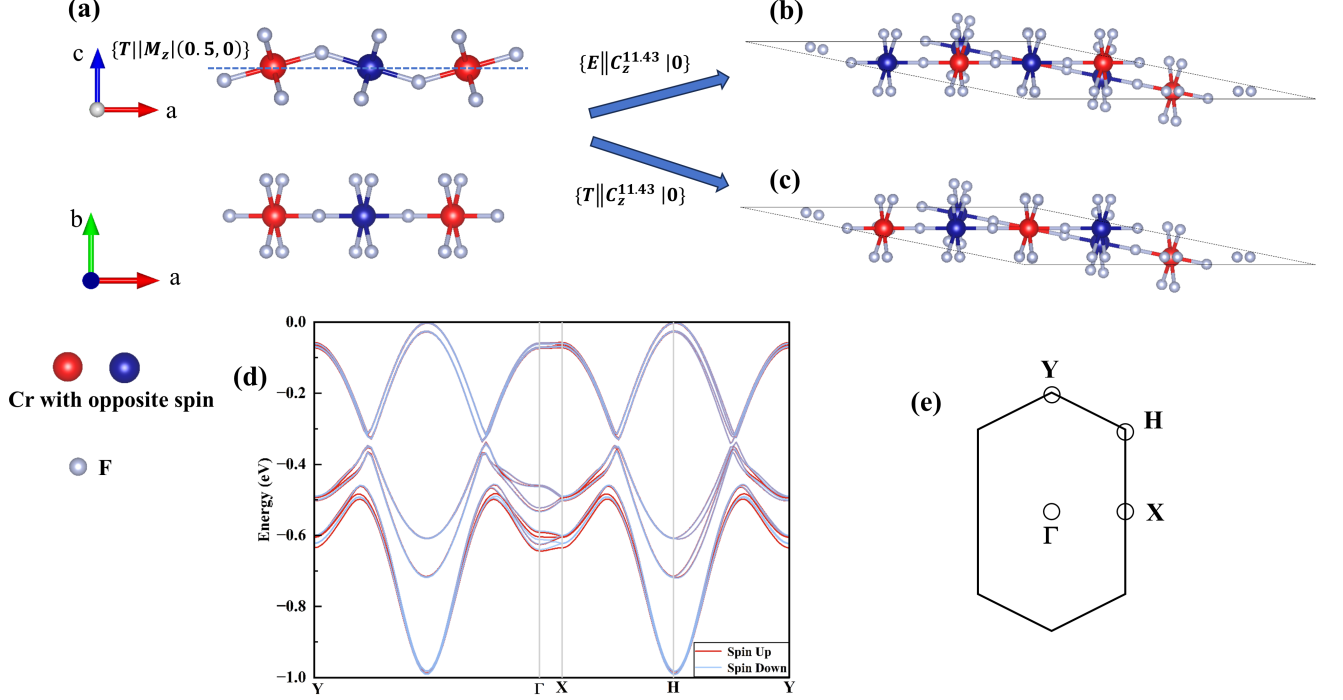 (a)
c
{T||M_z|(0.5,0)}
a
b
a
Cr with opposite spin
F
{E||C_z^{11.43} |0}
{T||C_z^{11.43} |0}
(b)
(c)
(d)
Energy (eV)
0.0
−0.2
−0.4
−0.6
−0.8
−1.0
Y
Γ
X
H
Y
Spin Up
Spin Down
(e)
Y
H
X
Γ